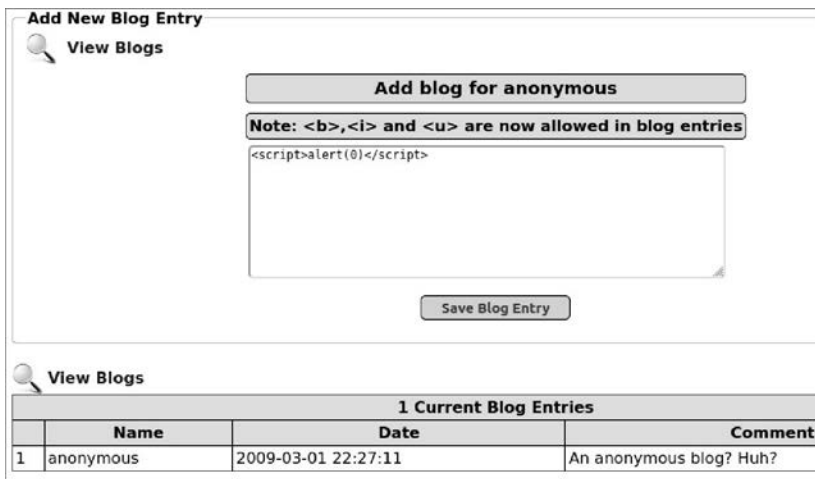 Add New Blog Entry
View Blogs
Add blog for anonymous
Note: <b>,<i> and <u> are now allowed in blog entries
<script>alert(0)</script>
Save Blog Entry
View Blogs
1 Current Blog Entries
Name Date Comment
1 anonymous 2009-03-01 22:27:11 An anonymous blog? Huh?